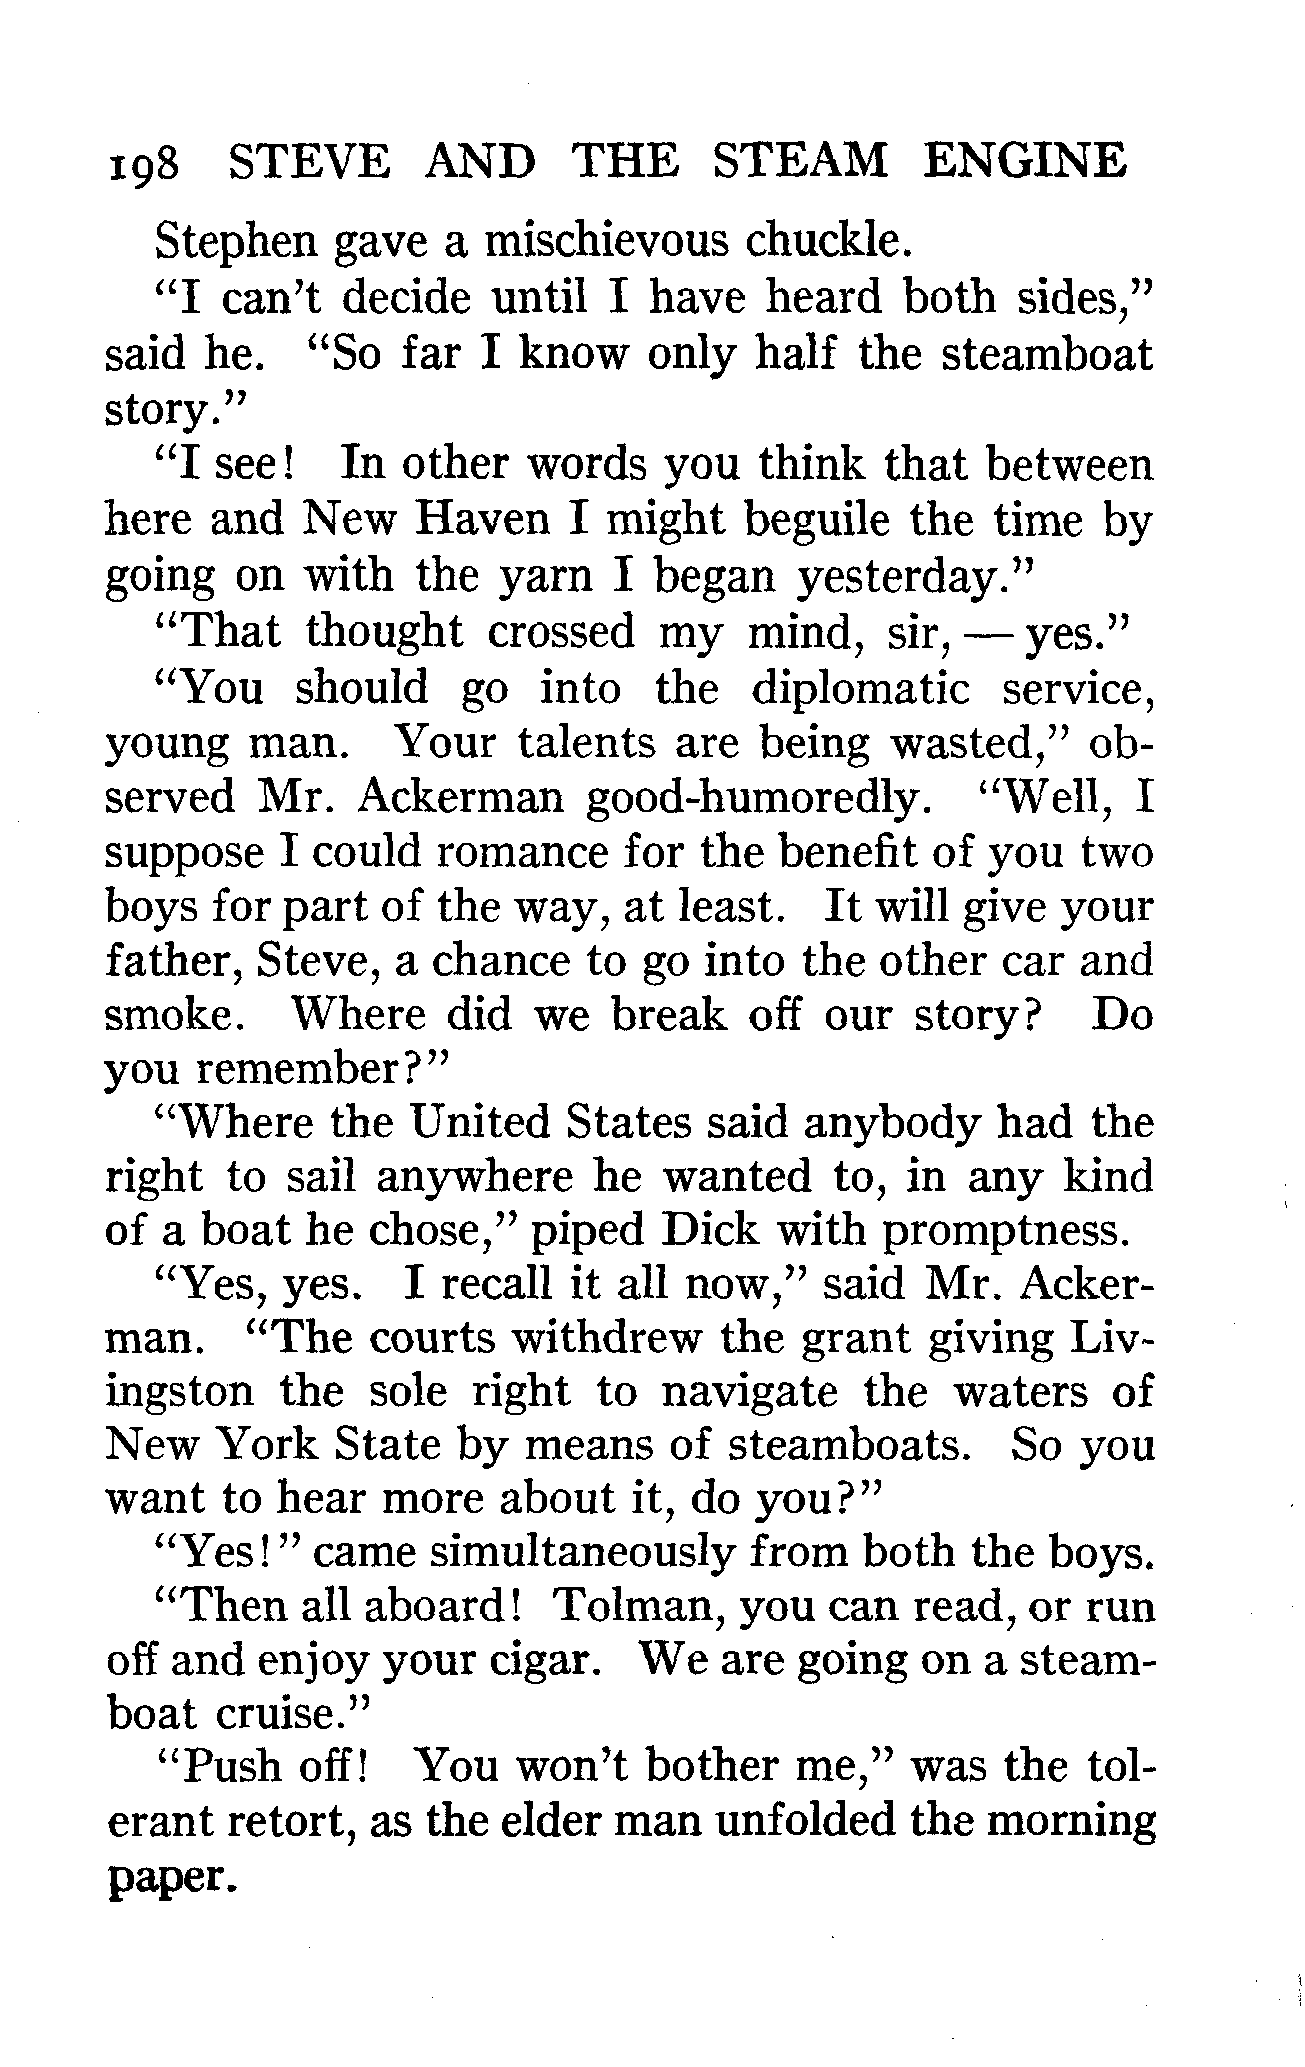 198 STEVE AND THE STEAM ENGINE
Stephen gave a mischievous chuckle.
“I can’t decide until I have heard both sides,”
said he. “So far I know only half the steamboat
story.”
“I see! In other words you think that between
here and New Haven I might beguile the time by
going on with the yarn I began yesterday.”
“That thought crossed my mind, sir, — yes.”
“You should go into the diplomatic service,
young man. Your talents are being wasted,” ob-
served Mr. Ackerman good-humoredly. “Well, I
suppose I could romance for the benefit of you two
boys for part of the way, at least. It will give your
father, Steve, a chance to go into the other car and
smoke. Where did we break off our story? Do
you remember?”
“Where the United States said anybody had the
right to sail anywhere he wanted to, in any kind
of a boat he chose,” piped Dick with promptness.
“Yes, yes. I recall it all now,” said Mr. Acker-
man. “The courts withdrew the grant giving Liv-
ingston the sole right to navigate the waters of
New York State by means of steamboats. So you
want to hear more about it, do you?”
“Yes!” came simultaneously from both the boys.
“Then all aboard! Tolman, you can read, or run
off and enjoy your cigar. We are going on a steam-
boat cruise.”
“Push off! You won’t bother me,” was the tol-
erant retort, as the elder man unfolded the morning
paper.